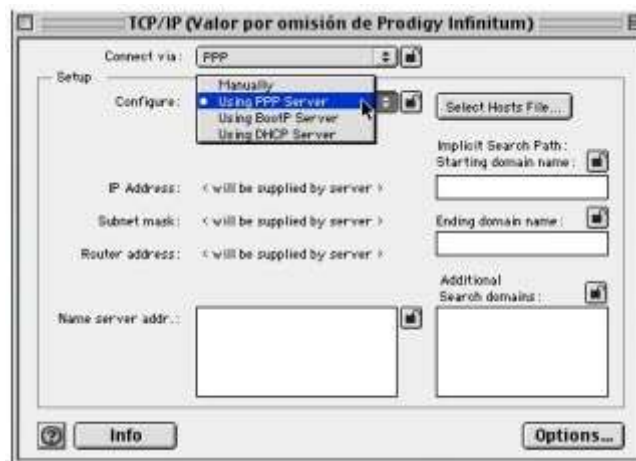 TCP/IP (Valor por omisión de Prodigy Infinitum)
Connect via: PPP
Setup
Configure:
Manually
Using PPP Server
Using BootP Server
Using DHCP Server
Select Hosts File...
Implicit Search Path:
Starting domain name:
IP Address: < will be supplied by server >
Subnet mask: < will be supplied by server >
Ending domain name:
Router address: < will be supplied by server >
Additional
Search domains:
Name server addr.:
? Info
Options...